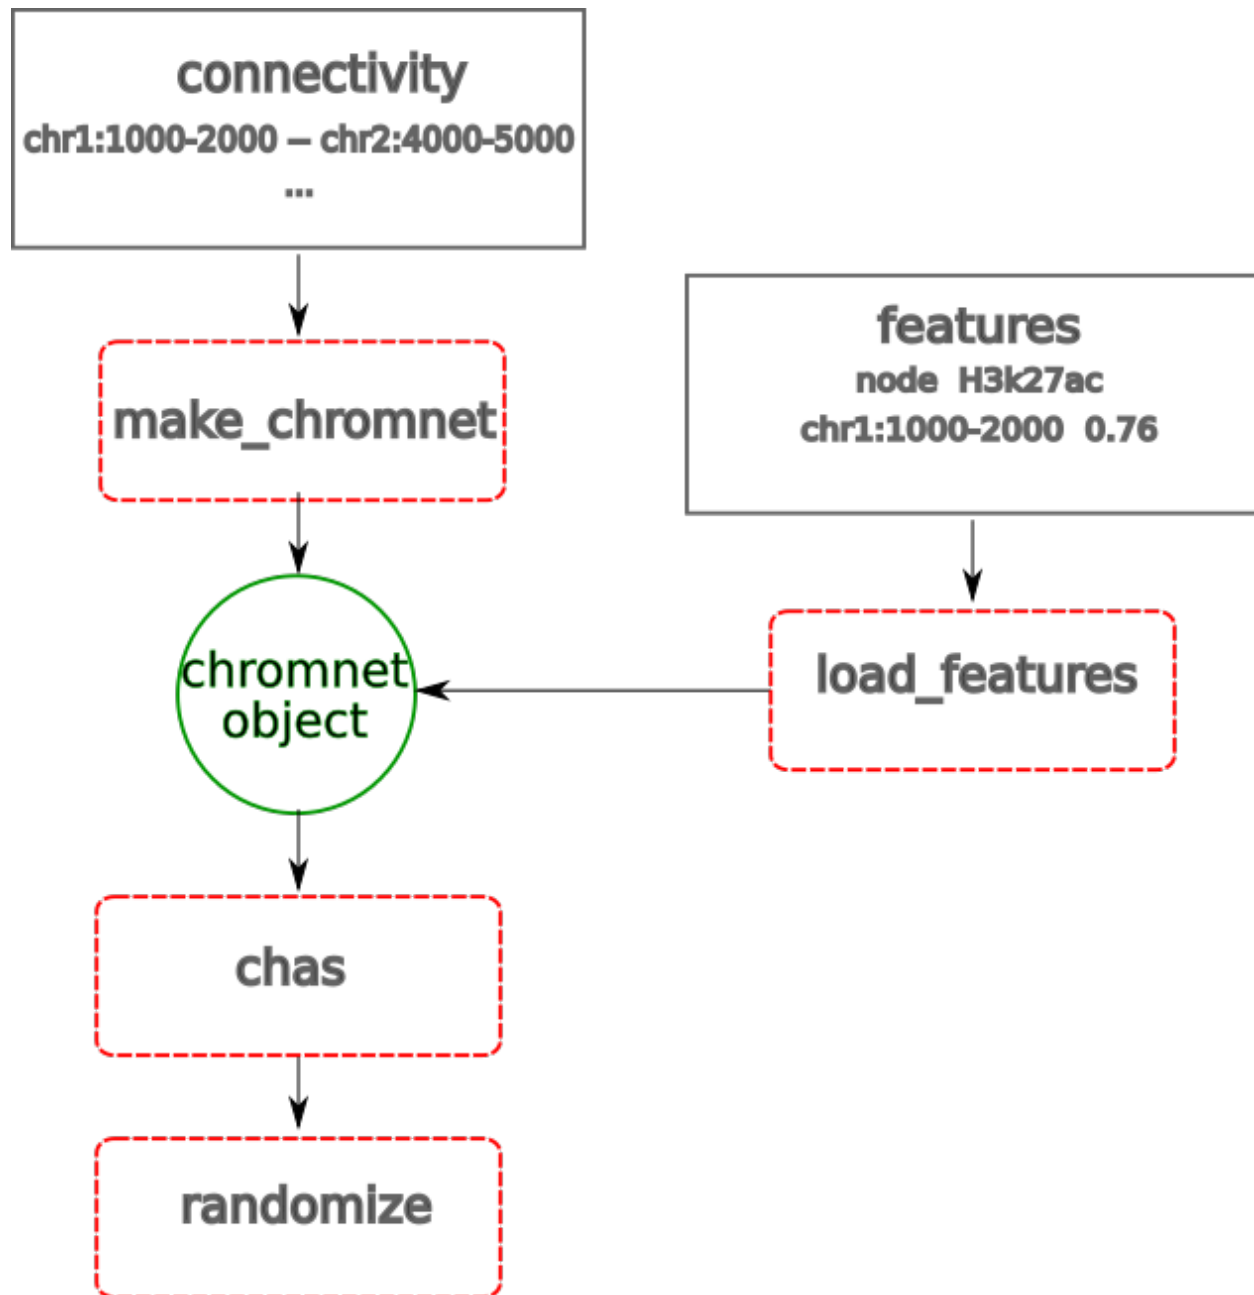 connectivity
chr1:1000-2000 – chr2:4000-5000
...
make_chromnet
features
node H3k27ac
chr1:1000-2000 0.76
chromnet
object
load_features
chas
randomize